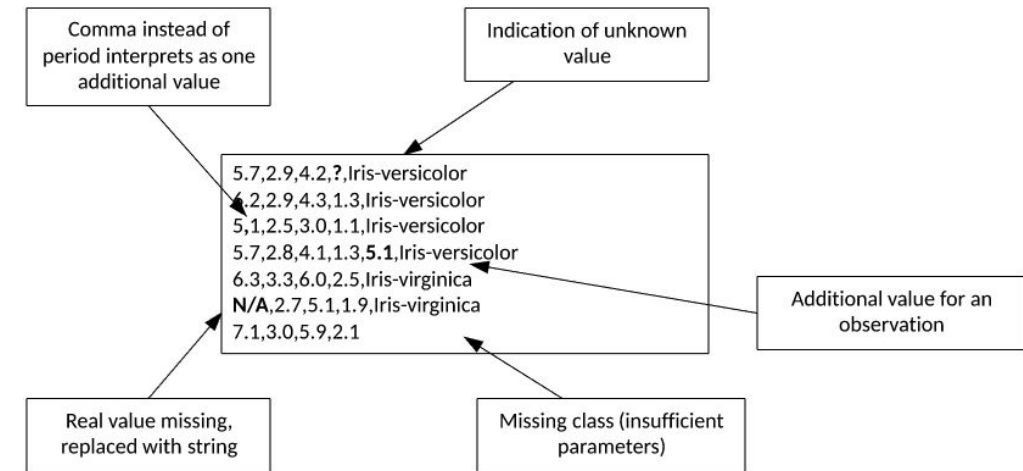 Comma instead of
period interprets as one
additional value
Indication of unknown
value
5.7,2.9,4.2,?,Iris-versicolor
6.2,2.9,4.3,1.3,Iris-versicolor
5,1,2.5,3.0,1.1,Iris-versicolor
5.7,2.8,4.1,1.3,5.1,Iris-versicolor
6.3,3.3,6.0,2.5,Iris-virginica
N/A,2.7,5.1,1.9,Iris-virginica
7.1,3.0,5.9,2.1
Additional value for an
observation
Real value missing,
replaced with string
Missing class (insufficient
parameters)